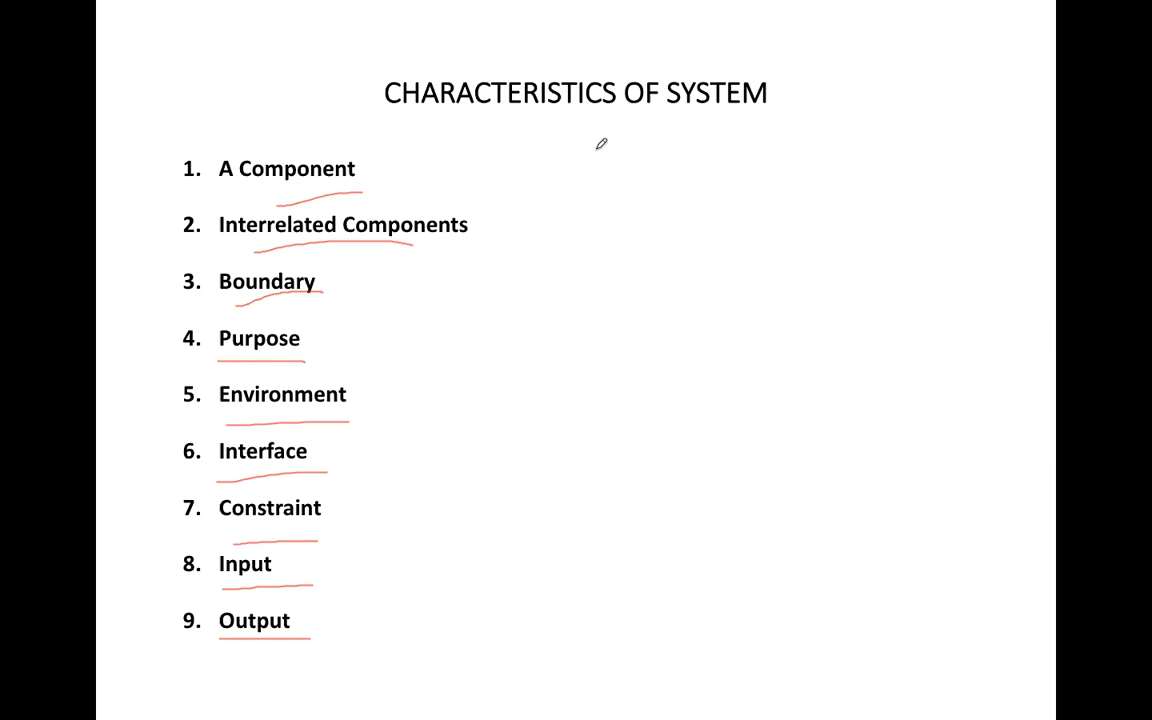 CHARACTERISTICS OF SYSTEM
1. A Component
2. Interrelated Components
3. Boundary
4. Purpose
5. Environment
6. Interface
7. Constraint
8. Input
9. Output